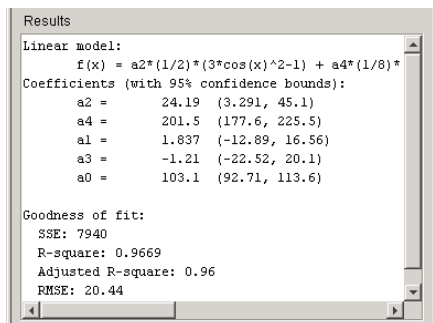 Results
Linear model:
f(x) = a2*(1/2)*(3*cos(x)^2-1) + a4*(1/8)*
Coefficients (with 95% confidence bounds):
a2 = 24.19 (3.291, 45.1)
a4 = 201.5 (177.6, 225.5)
a1 = 1.837 (-12.89, 16.56)
a3 = -1.21 (-22.52, 20.1)
a0 = 103.1 (92.71, 113.6)
Goodness of fit:
SSE: 7940
R-square: 0.9669
Adjusted R-square: 0.96
RMSE: 20.44